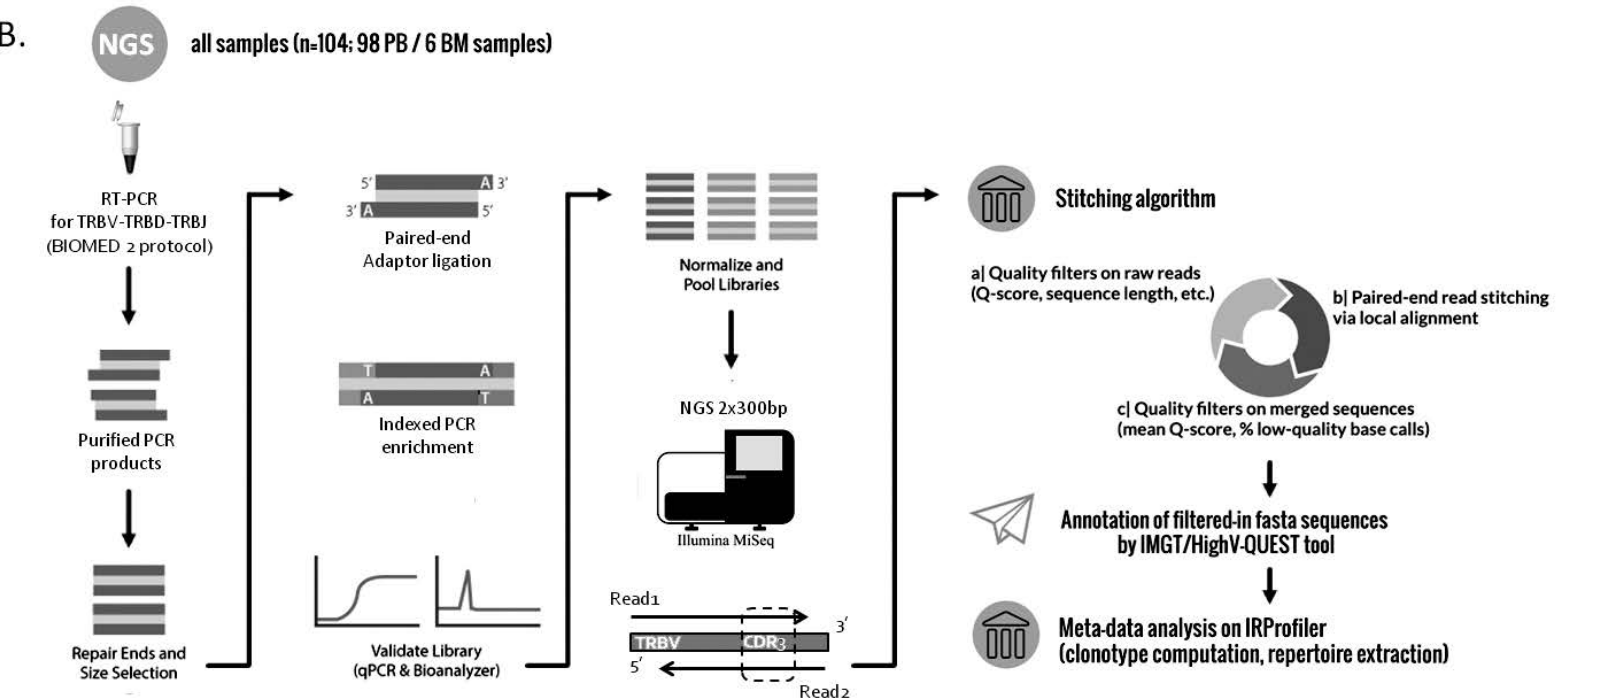 B.
NGS
all samples (n=104; 98 PB / 6 BM samples)
RT-PCR
for TRBV-TRBD-TRBJ
(BIOMED 2 protocol)
Purified PCR
products
Repair Ends and
Size Selection
5' A 3'
3' A 5'
Paired-end
Adaptor ligation
T A
A T
Indexed PCR
enrichment
Validate Library
(qPCR & Bioanalyzer)
Normalize and
Pool Libraries
NGS 2x300bp
Illumina MiSeq
Read1
3'
TRBV CDR3
5'
Read2
Stitching algorithm
a| Quality filters on raw reads
(Q-score, sequence length, etc.)
b| Paired-end read stitching
via local alignment
c| Quality filters on merged sequences
(mean Q-score, % low-quality base calls)
Annotation of filtered-in fasta sequences
by IMGT/HighV-QUEST tool
Meta-data analysis on IRProfiler
(clonotype computation, repertoire extraction)